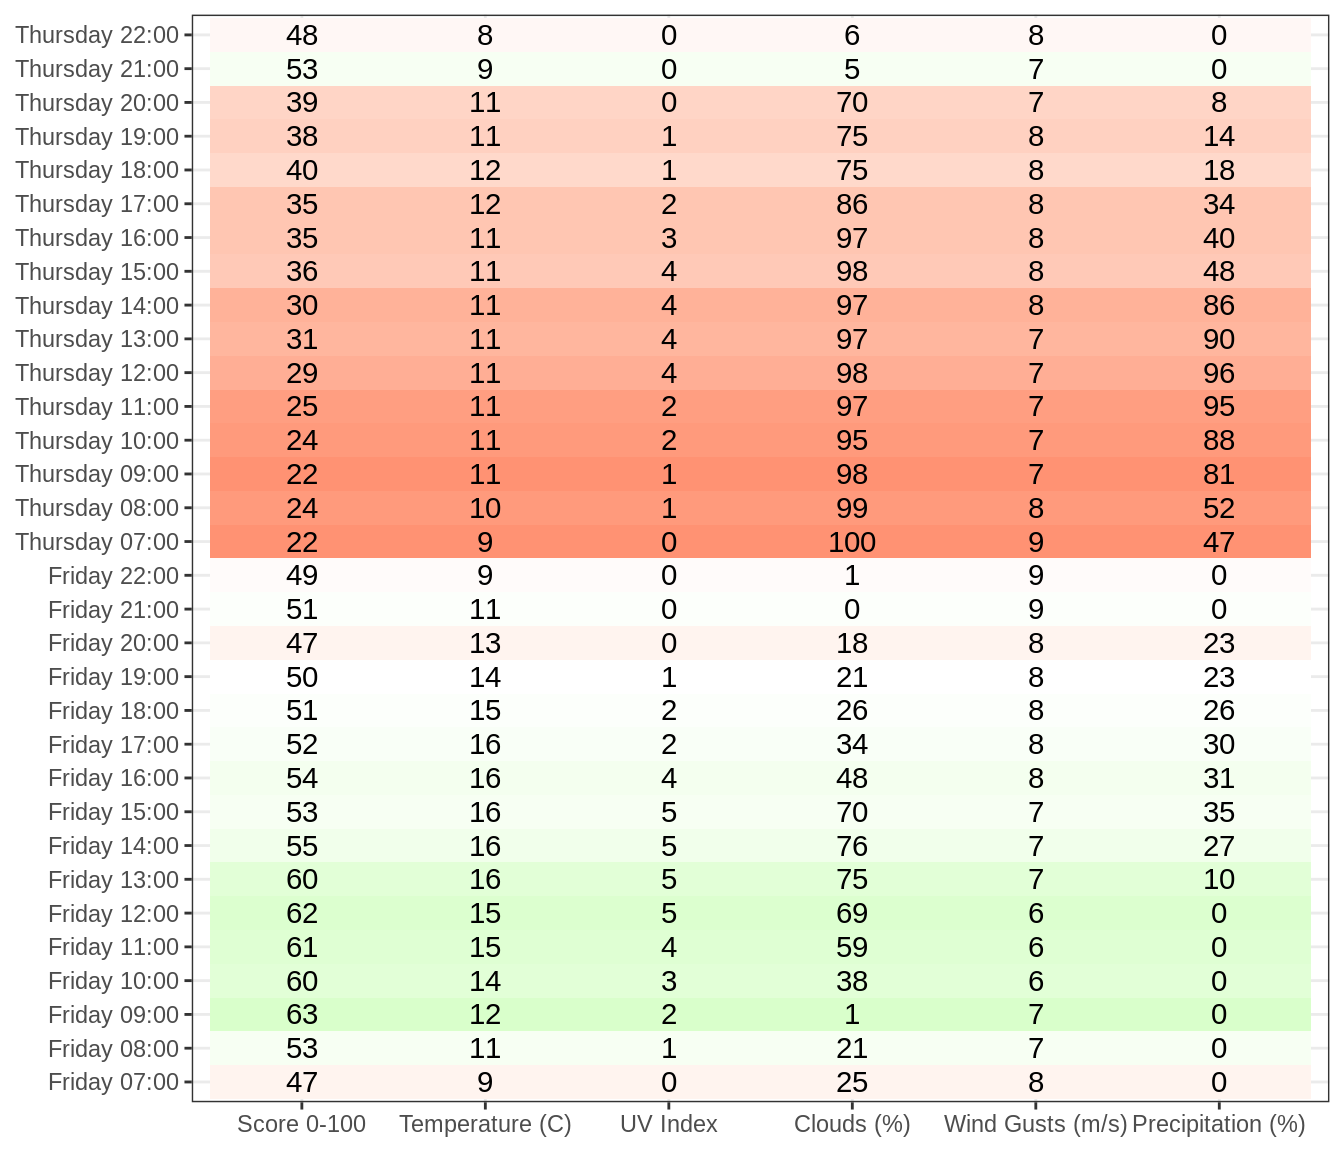 Thursday 22:00 48 8 0 6 8 0
Thursday 21:00 53 9 0 5 7 0
Thursday 20:00 39 11 0 70 7 8
Thursday 19:00 38 11 1 75 8 14
Thursday 18:00 40 12 1 75 8 18
Thursday 17:00 35 12 2 86 8 34
Thursday 16:00 35 11 3 97 8 40
Thursday 15:00 36 11 4 98 8 48
Thursday 14:00 30 11 4 97 8 86
Thursday 13:00 31 11 4 97 7 90
Thursday 12:00 29 11 4 98 7 96
Thursday 11:00 25 11 2 97 7 95
Thursday 10:00 24 11 2 95 7 88
Thursday 09:00 22 11 1 98 7 81
Thursday 08:00 24 10 1 99 8 52
Thursday 07:00 22 9 0 100 9 47
Friday 22:00 49 9 0 1 9 0
Friday 21:00 51 11 0 0 9 0
Friday 20:00 47 13 0 18 8 23
Friday 19:00 50 14 1 21 8 23
Friday 18:00 51 15 2 26 8 26
Friday 17:00 52 16 2 34 8 30
Friday 16:00 54 16 4 48 8 31
Friday 15:00 53 16 5 70 7 35
Friday 14:00 55 16 5 76 7 27
Friday 13:00 60 16 5 75 7 10
Friday 12:00 62 15 5 69 6 0
Friday 11:00 61 15 4 59 6 0
Friday 10:00 60 14 3 38 6 0
Friday 09:00 63 12 2 1 7 0
Friday 08:00 53 11 1 21 7 0
Friday 07:00 47 9 0 25 8 0
Score 0-100 Temperature (C) UV Index Clouds (%) Wind Gusts (m/s) Precipitation (%)